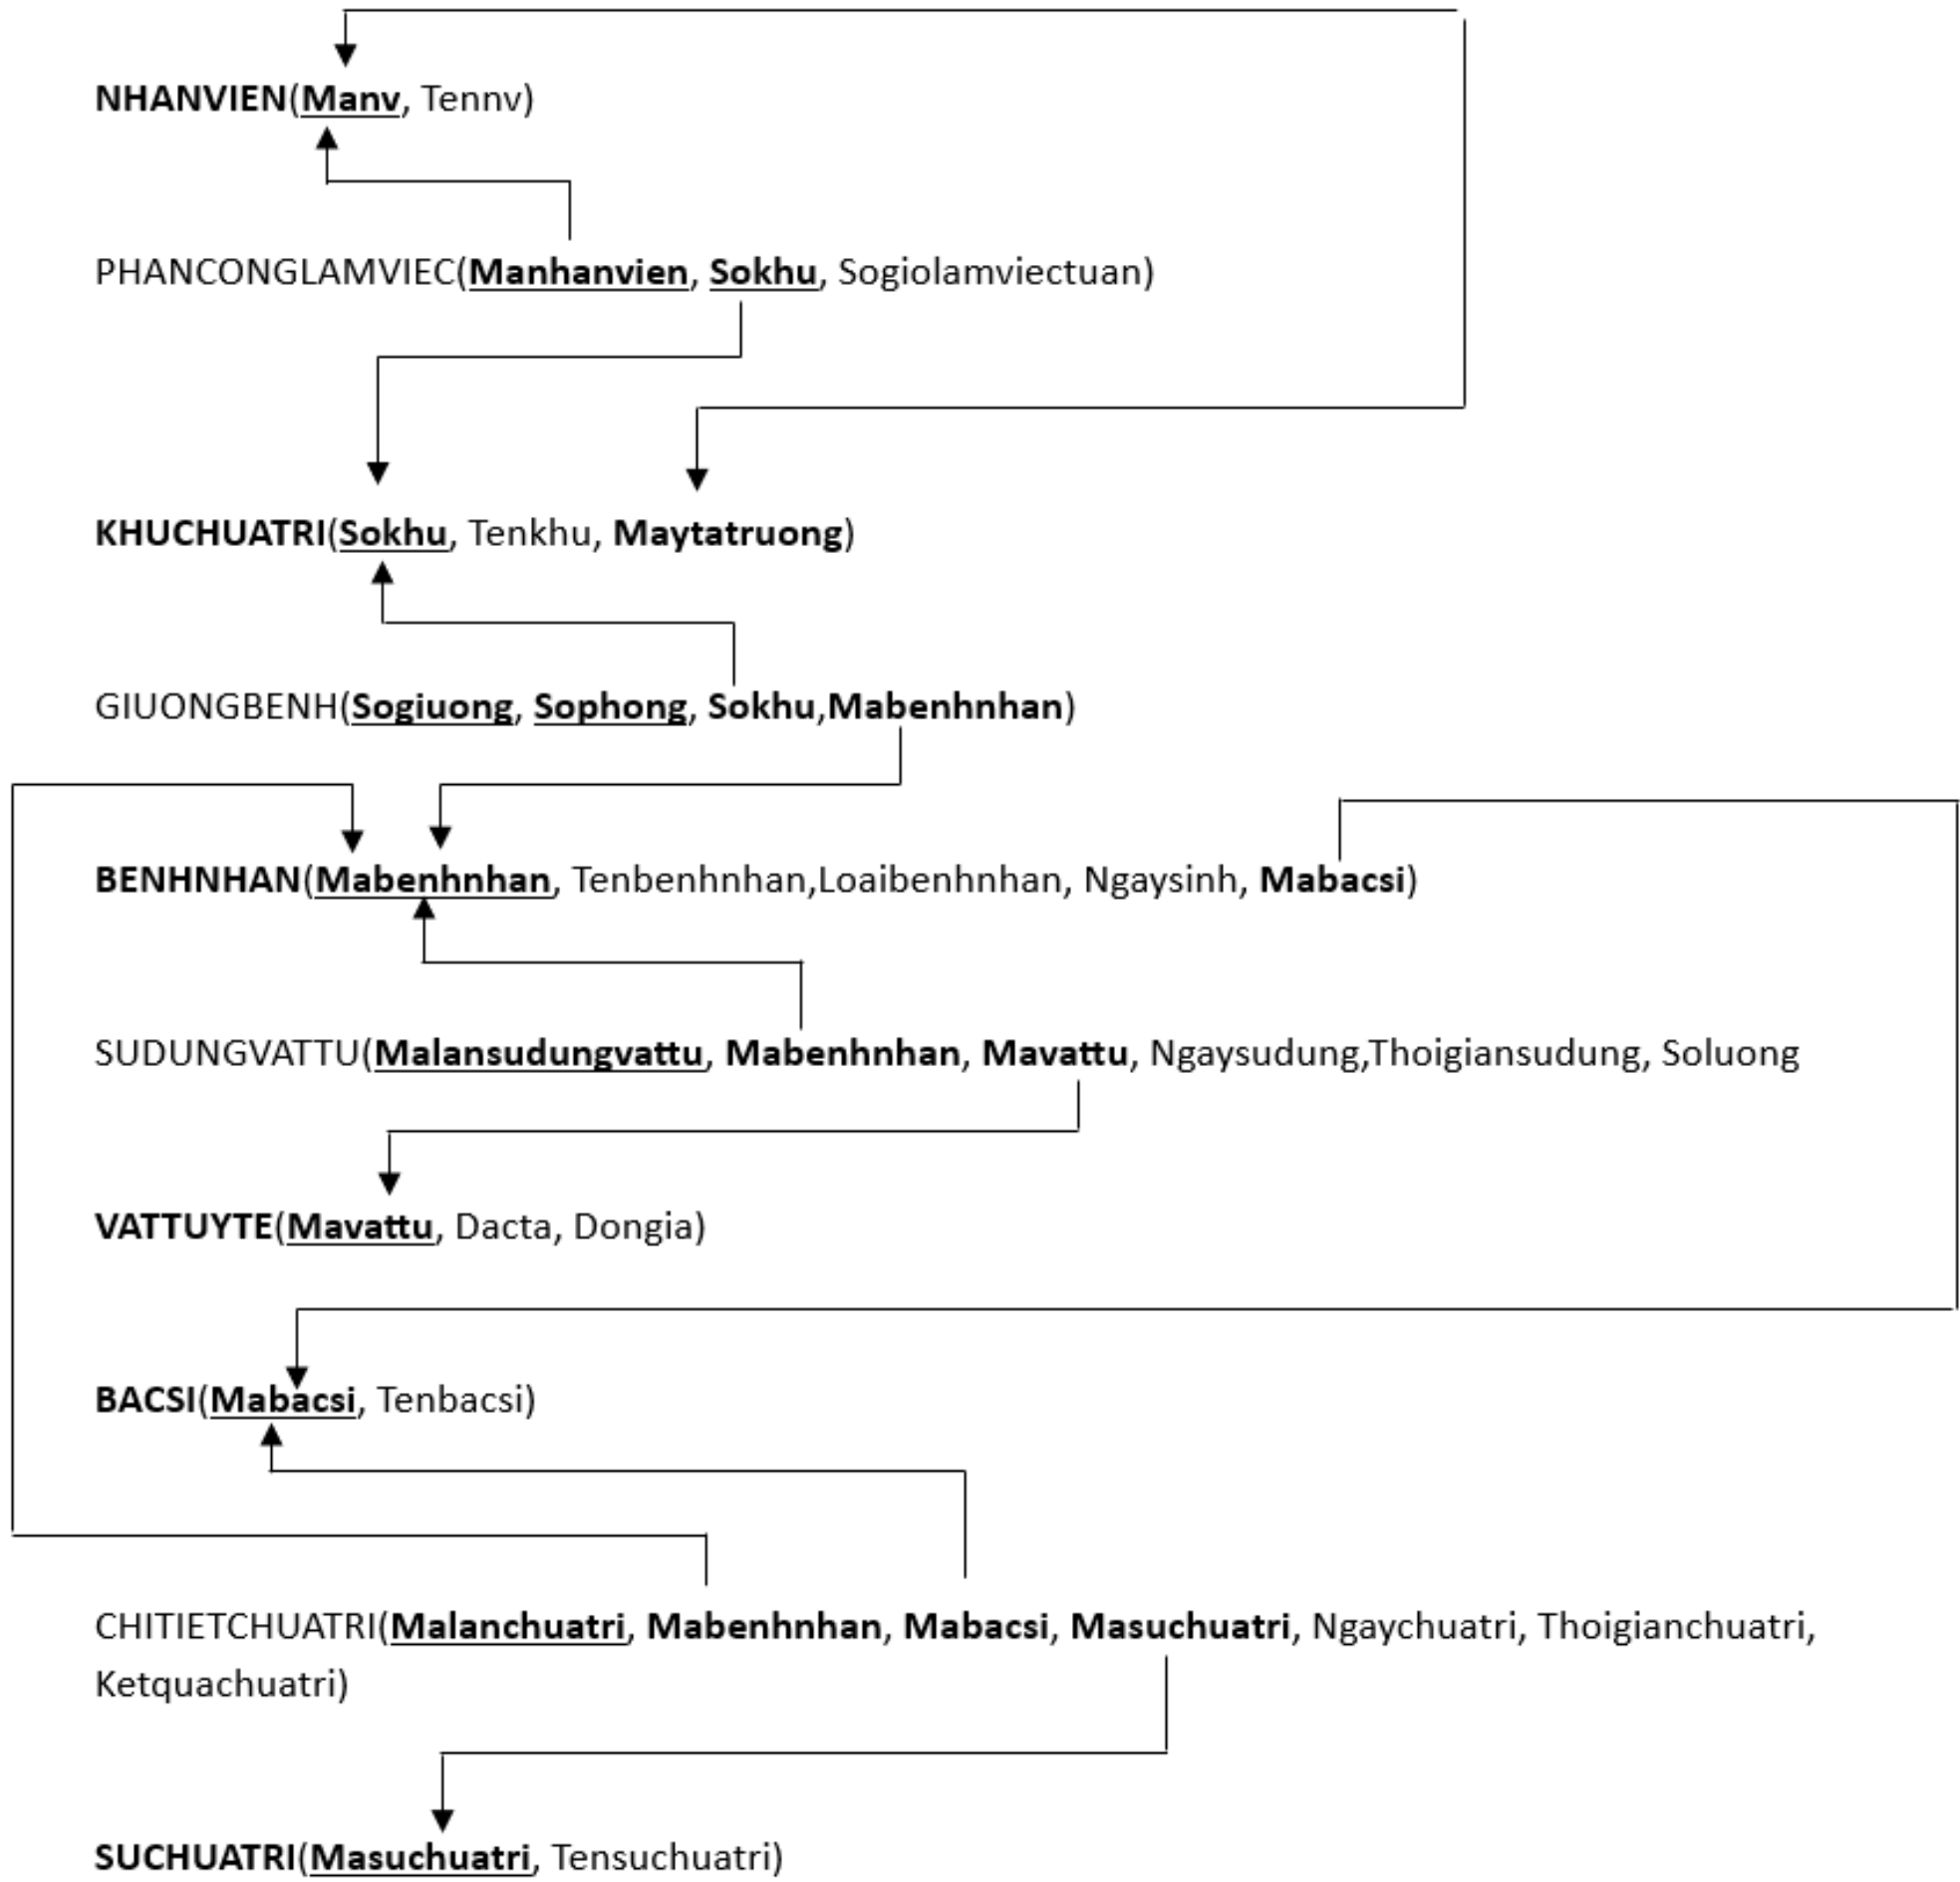 NHANVIEN(Manv, Tennv)
PHANCONGLAMVIEC(Manhanvien, Sokhu, Sogiolamviectuan)
KHUCHUATRI(Sokhu, Tenkhu, Maytatruong)
GIUONGBENH(Sogiuong, Sophong, Sokhu,Mabenhnhan)
BENHNHAN(Mabenhnhan, Tenbenhnhan,Loaibenhnhan, Ngaysinh, Mabacsi)
SUDUNGVATTU(Malansudungvattu, Mabenhnhan, Mavattu, Ngaysudung,Thoigiansudung, Soluong
VATTUYTE(Mavattu, Dacta, Dongia)
BACSI(Mabacsi, Tenbacsi)
CHITIETCHUATRI(Malanchuatri, Mabenhnhan, Mabacsi, Masuchuatri, Ngaychuatri, Thoigianchuatri,
Ketquachuatri)
SUCHUATRI(Masuchuatri, Tensuchuatri)